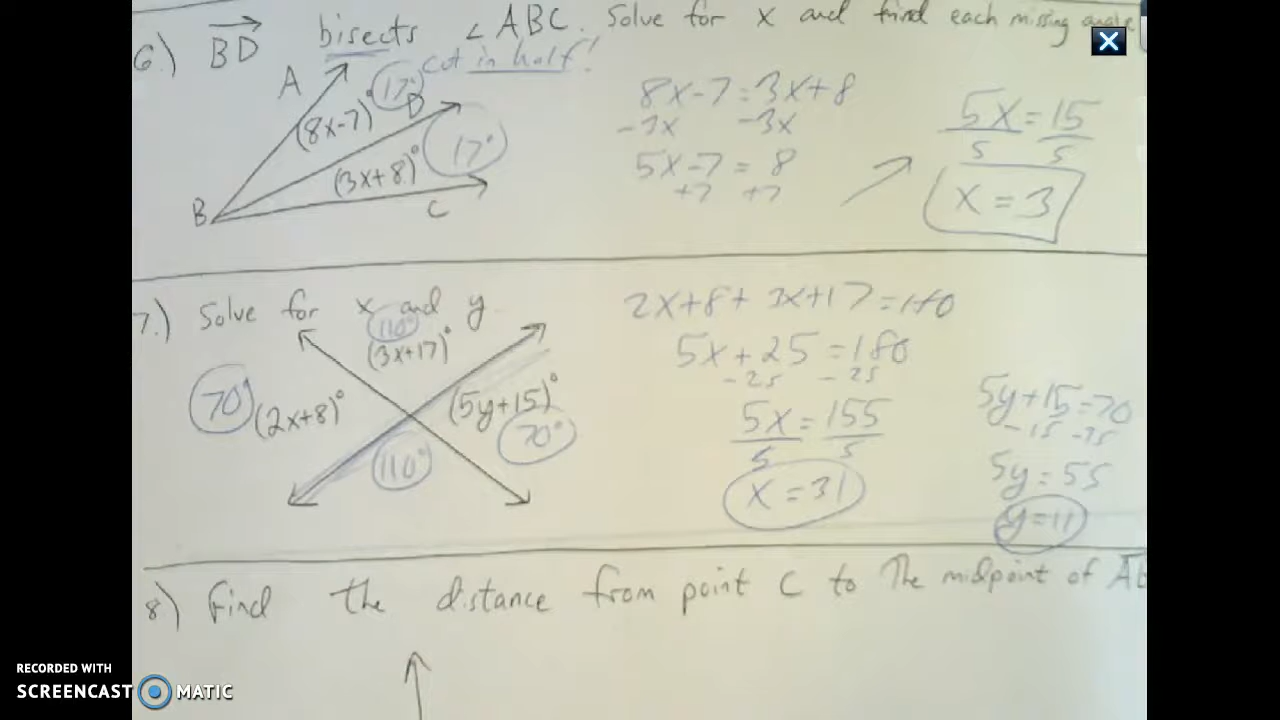 6.) BD bisects ∠ABC. Solve for x and find each missing angle
cut in half!
A
17°
D
(8x-7)°
17°
(3x+8)°
B
C
8x-7=3x+8
-3x -3x
5x-7 = 8
+7 +7
5x=15
5 5
x = 3
7.) Solve for x and y
110°
(3x+17)°
70°
(2x+8)°
(5y+15)°
70°
110°
2x+8+3x+17=180
5x+25=180
-25 -25
5x=155
5 5
x=31
5y+15=70
-15 -15
5y=55
y=11
8) Find the distance from point C to The midpoint of
RECORDED WITH
SCREENCAST MATIC